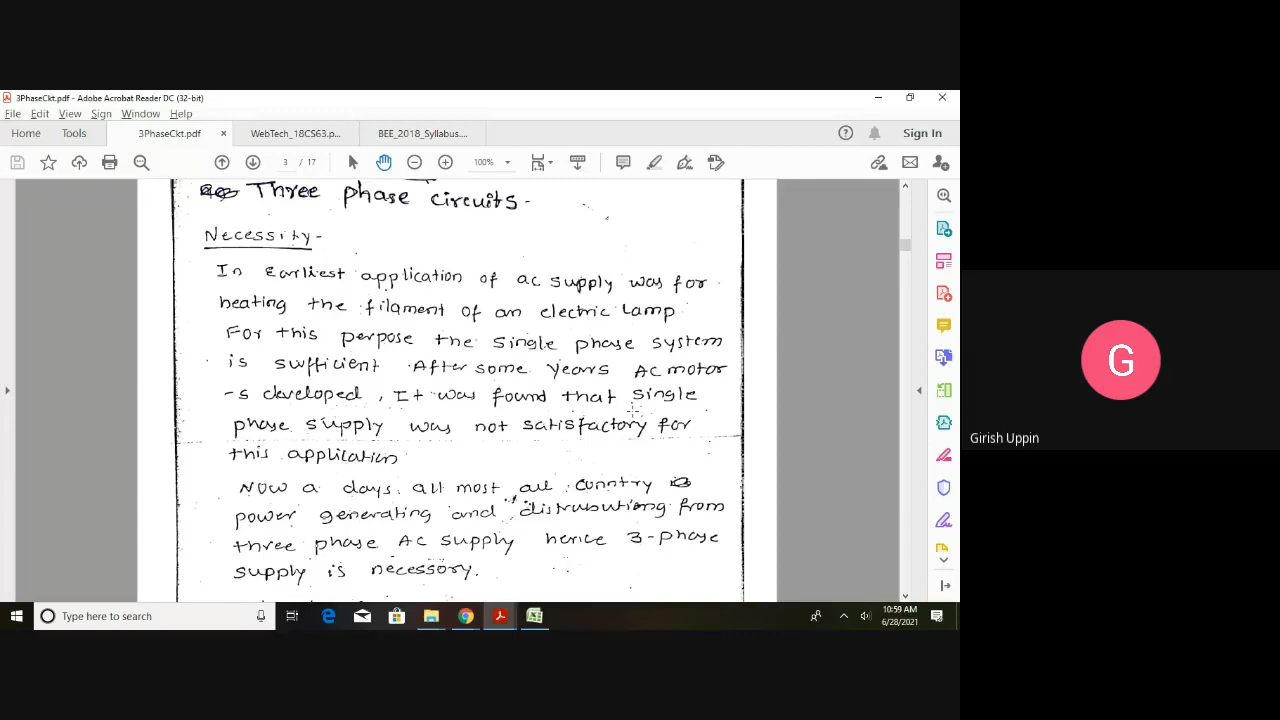 3PhaseCkt.pdf - Adobe Acrobat Reader DC (32-bit)
File Edit View Sign Window Help
Home Tools 3PhaseCkt.pdf × WebTech_18CS63.p... BEE_2018_Syllabus.... Sign In
3 / 17 100%
Three phase circuits-
Necessity-
In Earliest application of ac supply was for
heating the filament of an electric lamp
For this perpose the single phase system
is sufficient. After some years AC motor
-s developed, It was found that single
phase supply was not satisfactory for
this application
Now a days all most all country
power generating and distrubutiong from
three phase AC supply hence 3-phase
supply is necessory.
G
Girish Uppin
Type here to search
10:59 AM
6/28/2021